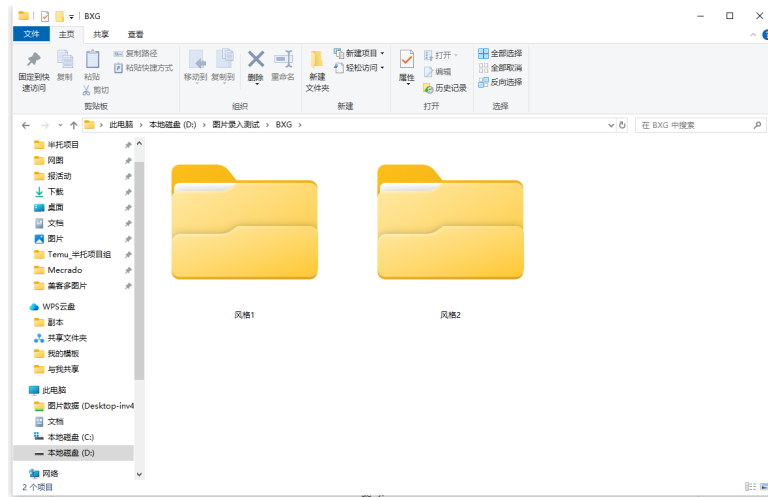 BXG
文件 主页 共享 查看
固定到快速访问
复制
粘贴
复制路径
粘贴快捷方式
剪切
剪贴板
移动到 复制到 删除 重命名
组织
新建文件夹
新建项目
轻松访问
新建
属性
打开
编辑
历史记录
打开
全部选择
全部取消
反向选择
选择
此电脑 > 本地磁盘 (D:) > 图片录入测试 > BXG >
在 BXG 中搜索
半托项目
网图
报活动
下载
桌面
文档
图片
Temu_半托项目组
Mecrado
美客多图片
WPS云盘
副本
共享文件夹
我的模板
与我共享
此电脑
图片数据 (Desktop-inv4
文档
本地磁盘 (C:)
本地磁盘 (D:)
网络
风格1
风格2
2 个项目